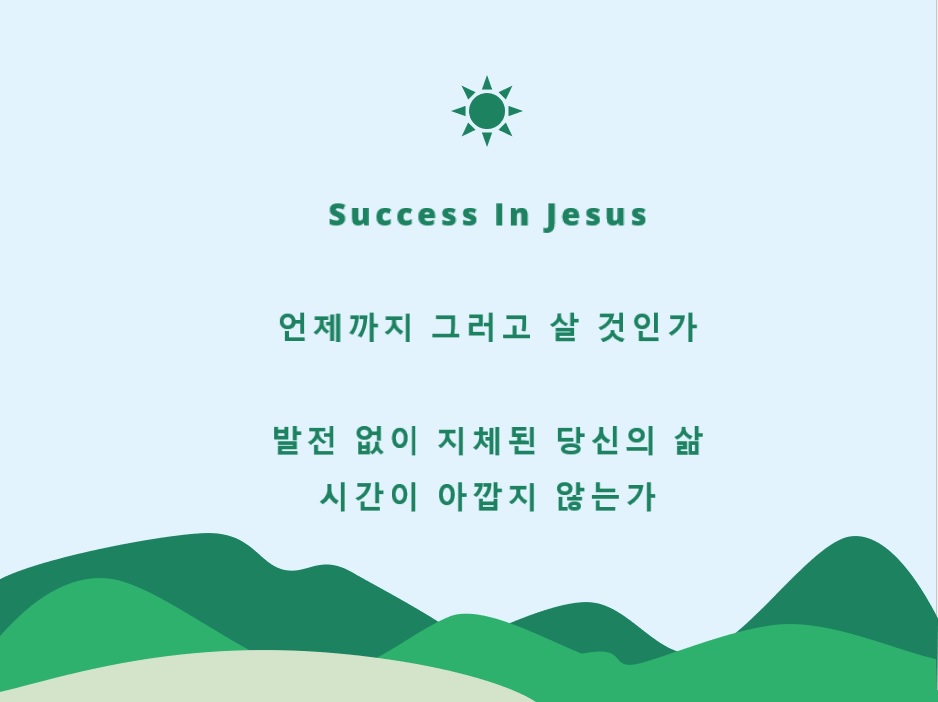 Success In Jesus
언제까지 그러고 살 것인가
발전 없이 지체된 당신의 삶
시간이 아깝지 않는가